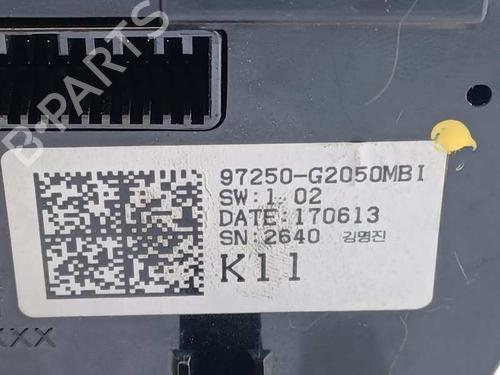 B-PARTS
97250-G2050MBI
SW:1.02
DATE:170613
SN:2640 김명진
K11
XXX